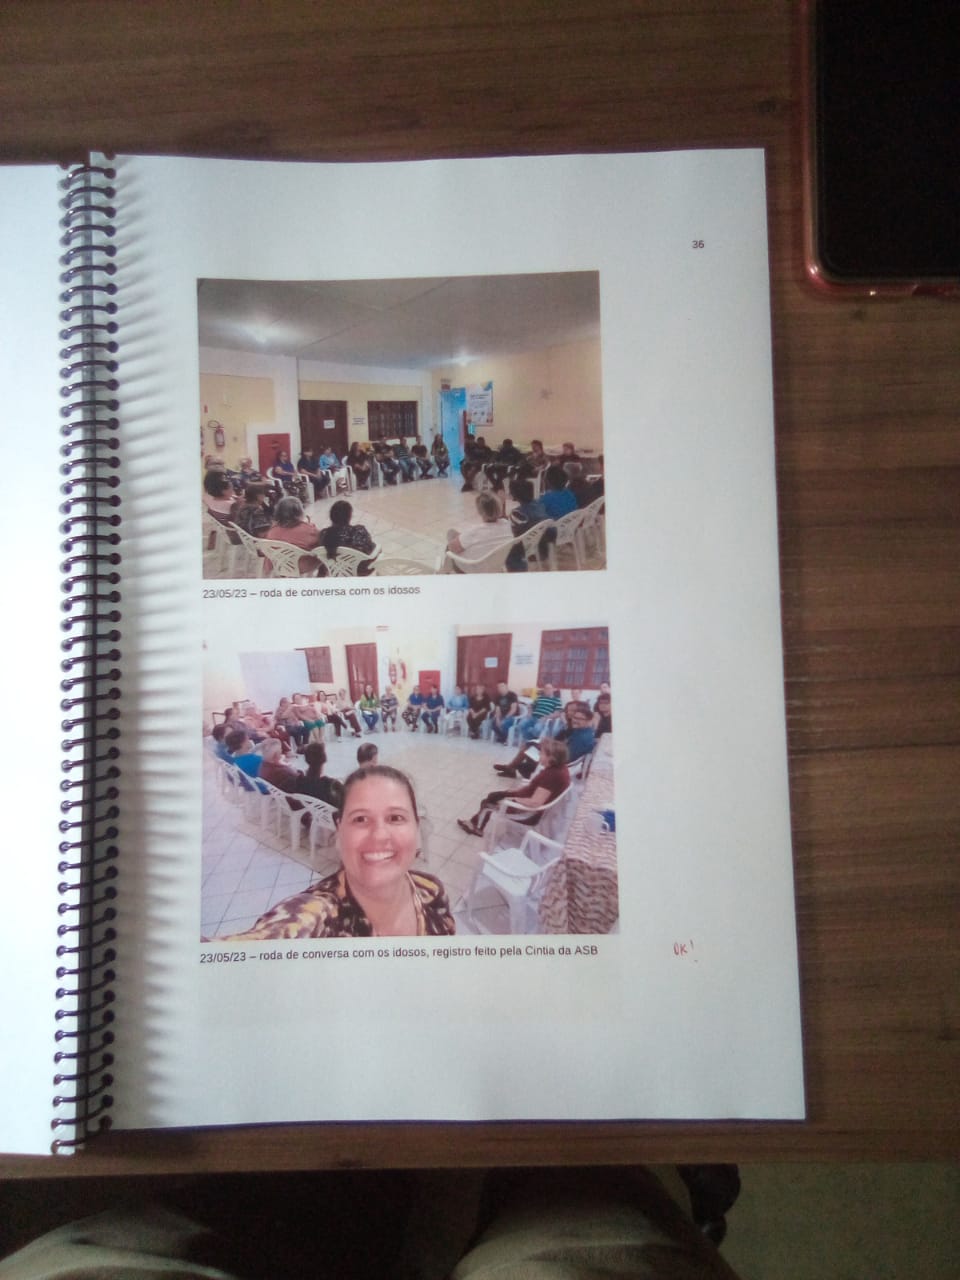 36
23/05/23 – roda de conversa com os idosos
23/05/23 – roda de conversa com os idosos, registro feito pela Cintia da ASB
OK!